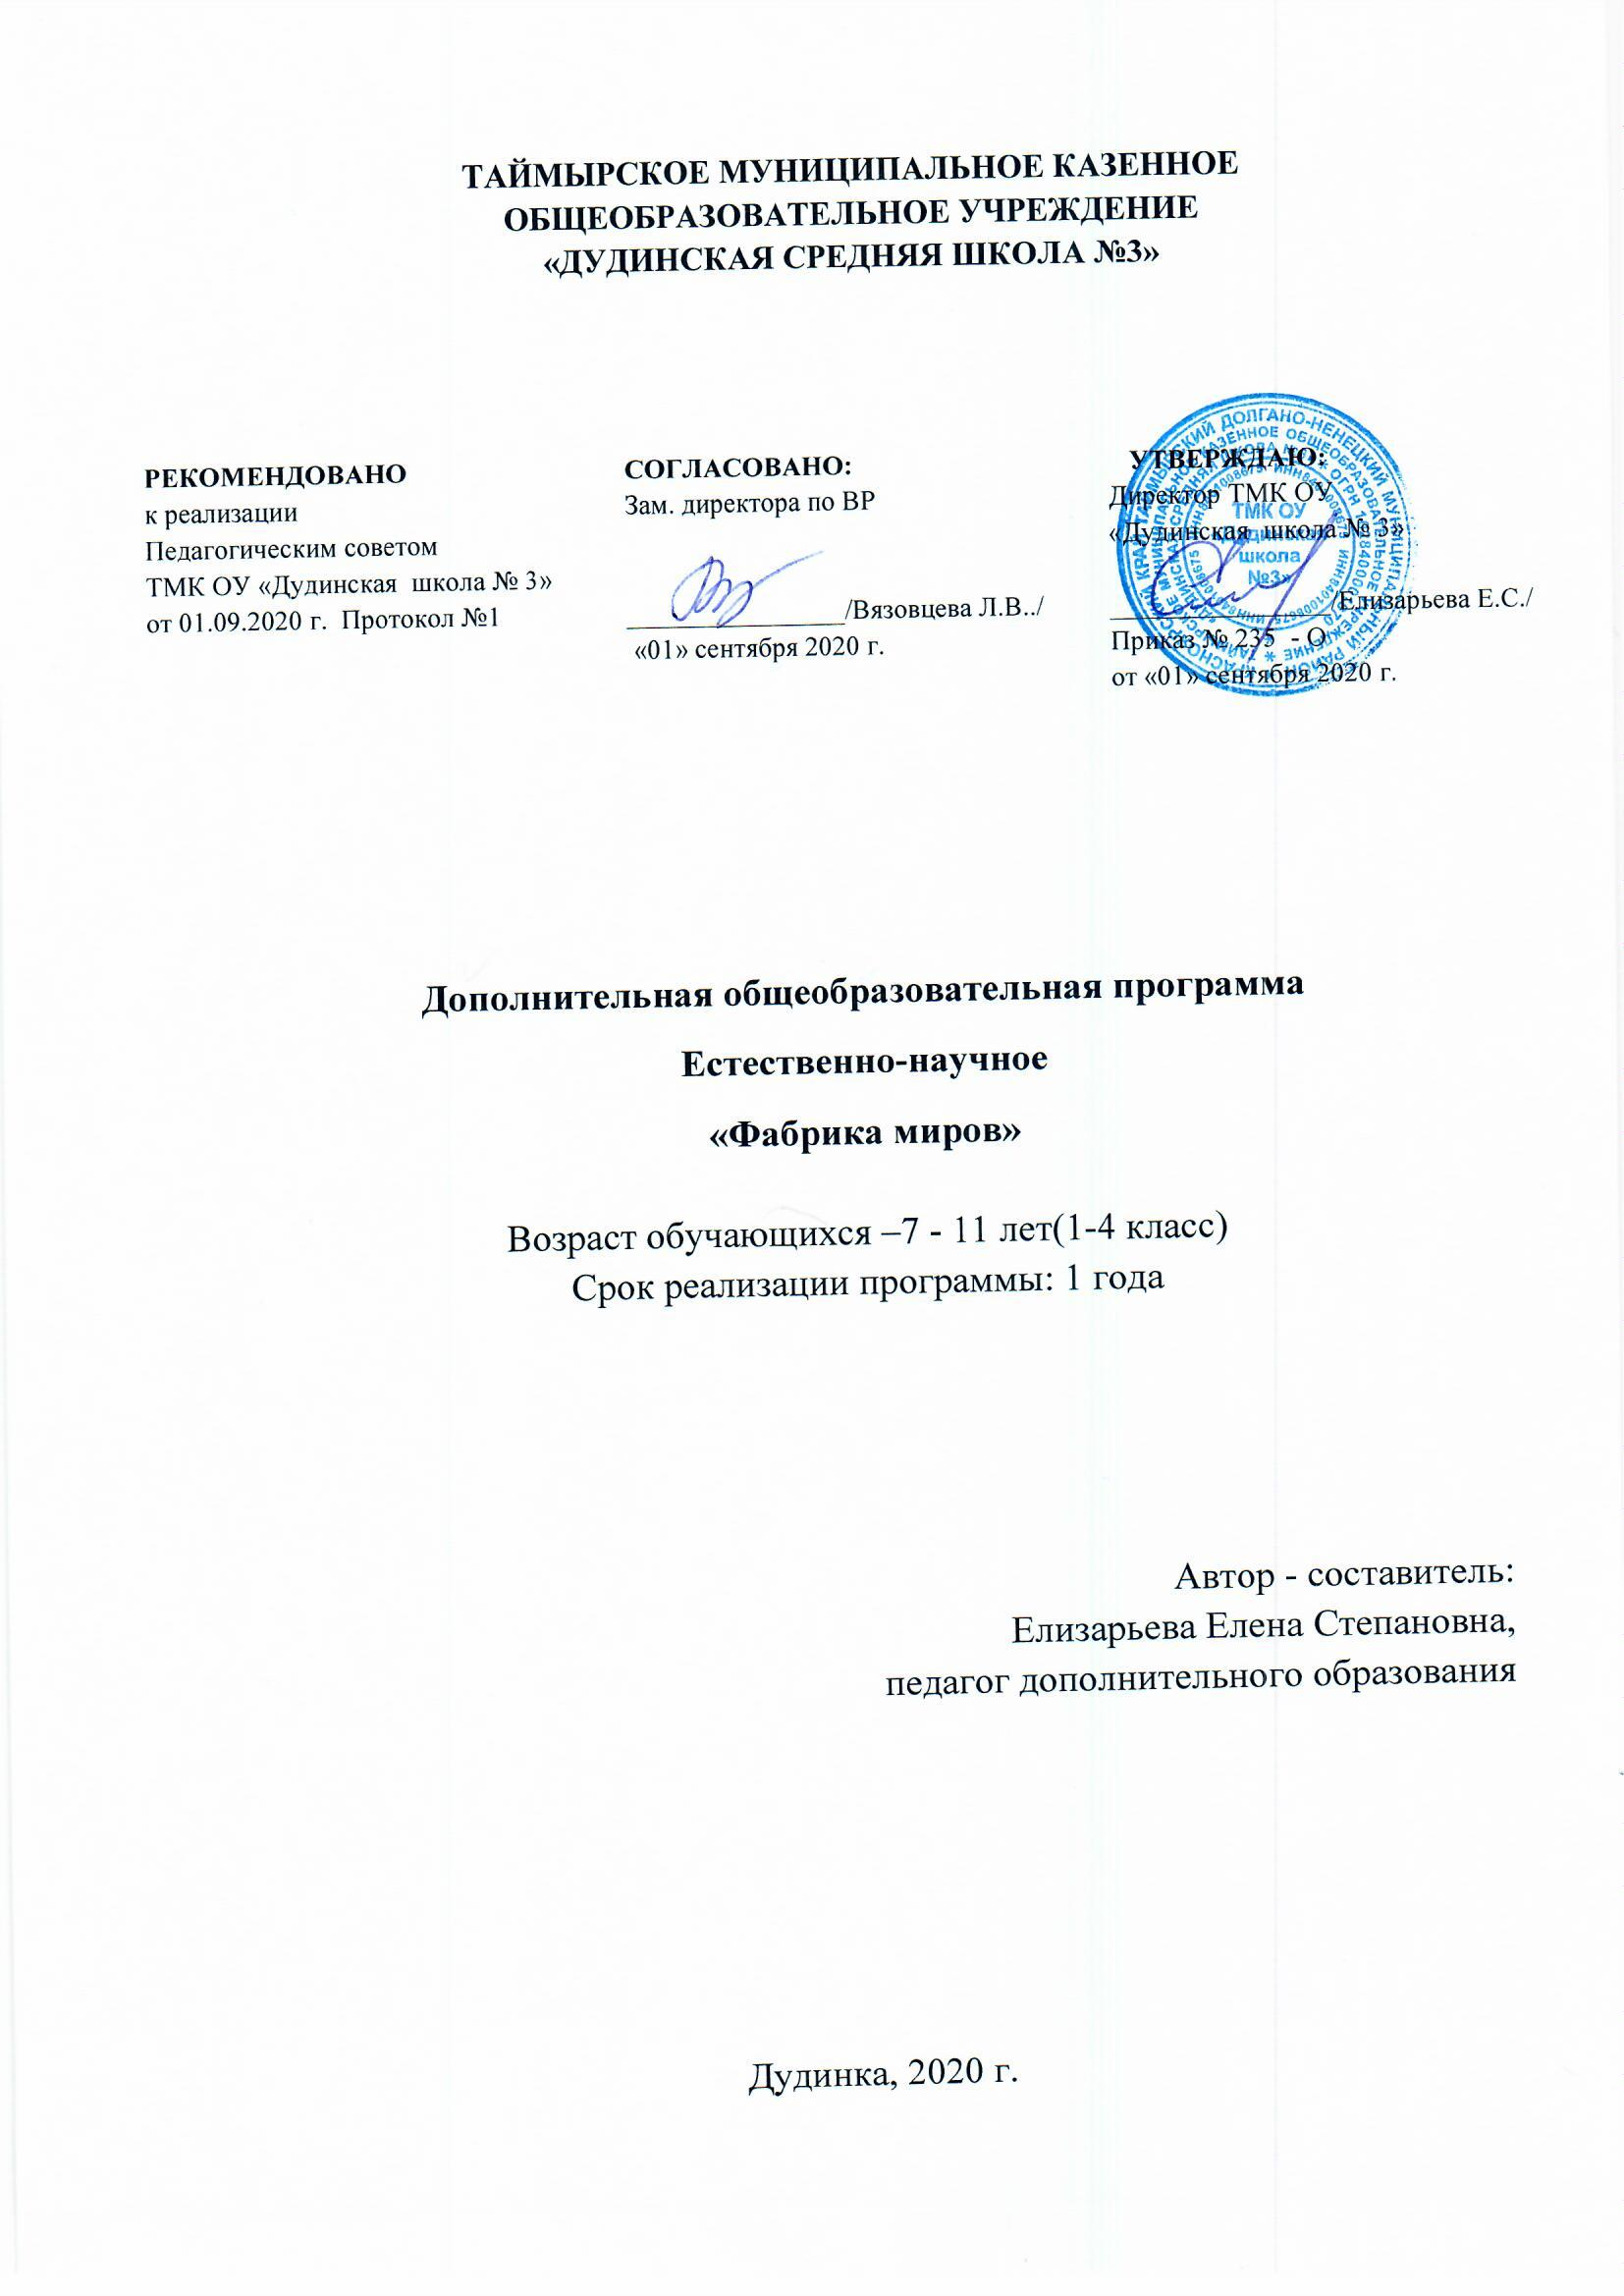 ТАЙМЫРСКОЕ МУНИЦИПАЛЬНОЕ КАЗЕННОЕ
ОБЩЕОБРАЗОВАТЕЛЬНОЕ УЧРЕЖДЕНИЕ
«ДУДИНСКАЯ СРЕДНЯЯ ШКОЛА №3»
РЕКОМЕНДОВАНО
к реализации
Педагогическим советом
ТМК ОУ «Дудинская школа № 3»
от 01.09.2020 г. Протокол №1
СОГЛАСОВАНО:
Зам. директора по ВР
/Вязовцева Л.В../
«01» сентября 2020 г.
УТВЕРЖДАЮ:
Директор ТМК ОУ
«Дудинская школа № 3»
/Елизарьева Е.С./
Приказ № 235 - О
от «01» сентября 2020 г.
ТМК ОУ
школа
№3»
Дополнительная общеобразовательная программа
Естественно-научное
«Фабрика миров»
Возраст обучающихся –7 - 11 лет(1-4 класс)
Срок реализации программы: 1 года
Автор - составитель:
Елизарьева Елена Степановна,
педагог дополнительного образования
Дудинка, 2020 г.